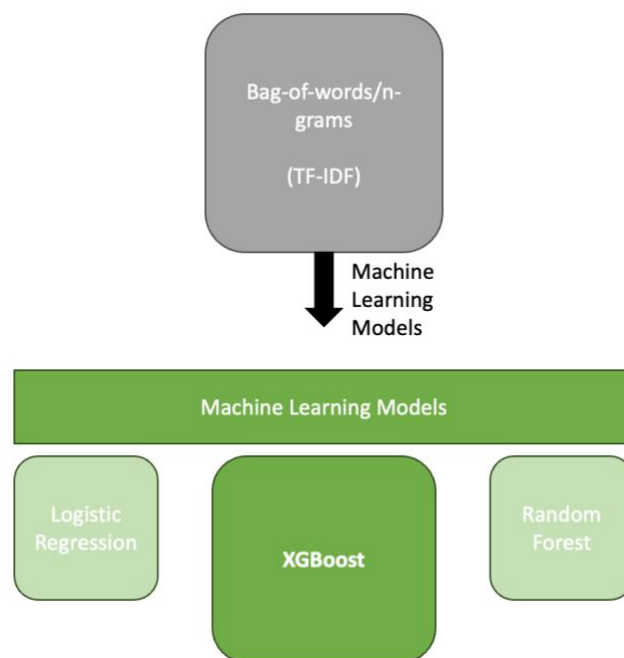 Bag-of-words/n-
grams
(TF-IDF)
Machine
Learning
Models
Machine Learning Models
Logistic
Regression
XGBoost
Random
Forest